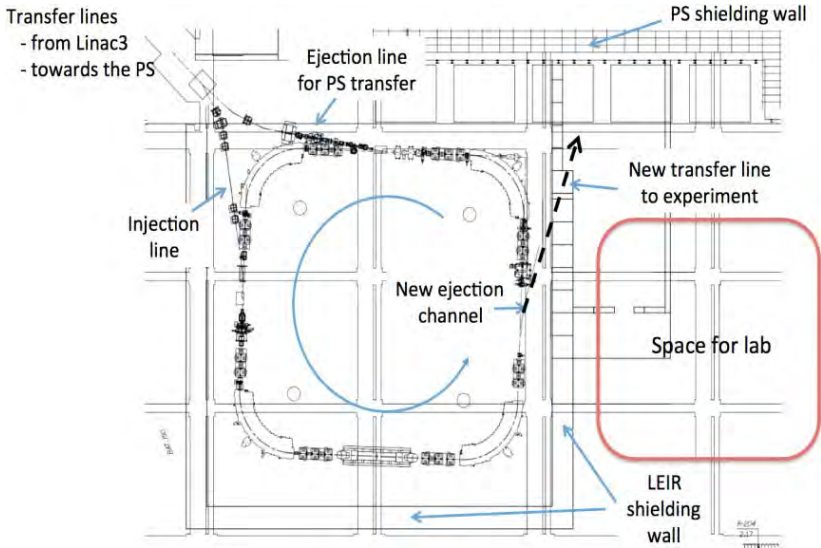 Transfer lines
- from Linac3
- towards the PS
Ejection line
for PS transfer
PS shielding wall
New transfer line
to experiment
Injection
line
New ejection
channel
Space for lab
LEIR
shielding
wall